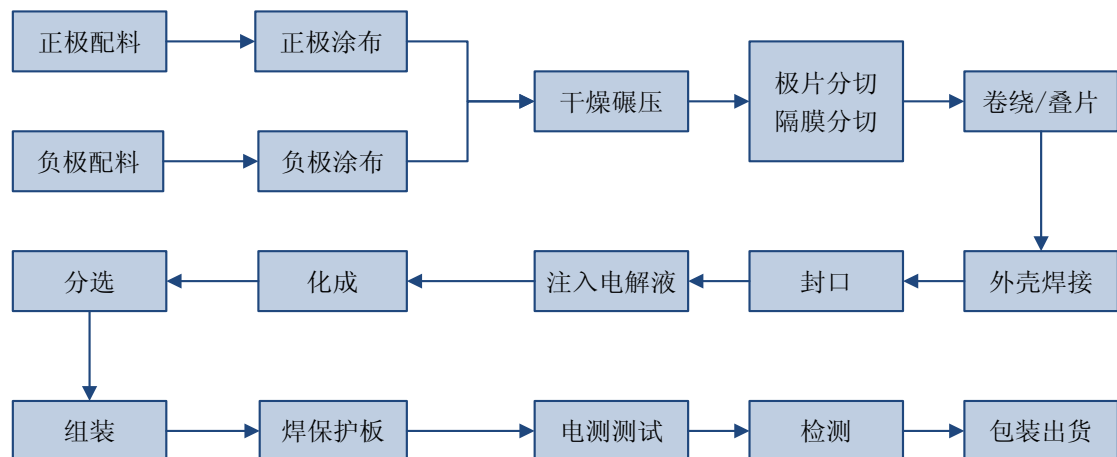 正极配料
正极涂布
负极配料
负极涂布
干燥碾压
极片分切
隔膜分切
卷绕/叠片
外壳焊接
封口
注入电解液
化成
分选
组装
焊保护板
电测测试
检测
包装出货